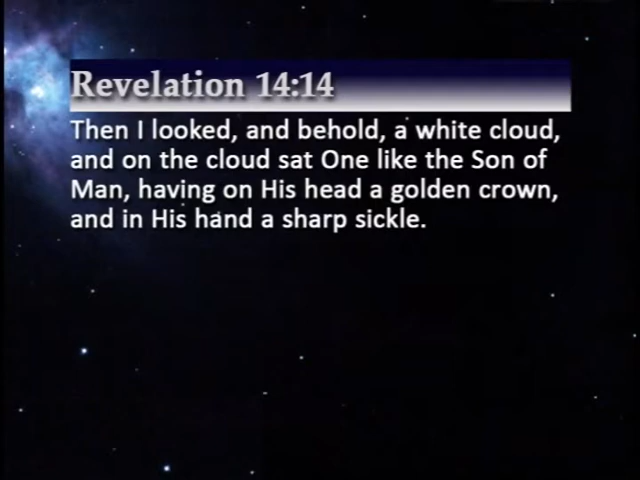 Revelation 14:14
Then I looked, and behold, a white cloud,
and on the cloud sat One like the Son of
Man, having on His head a golden crown,
and in His hand a sharp sickle.